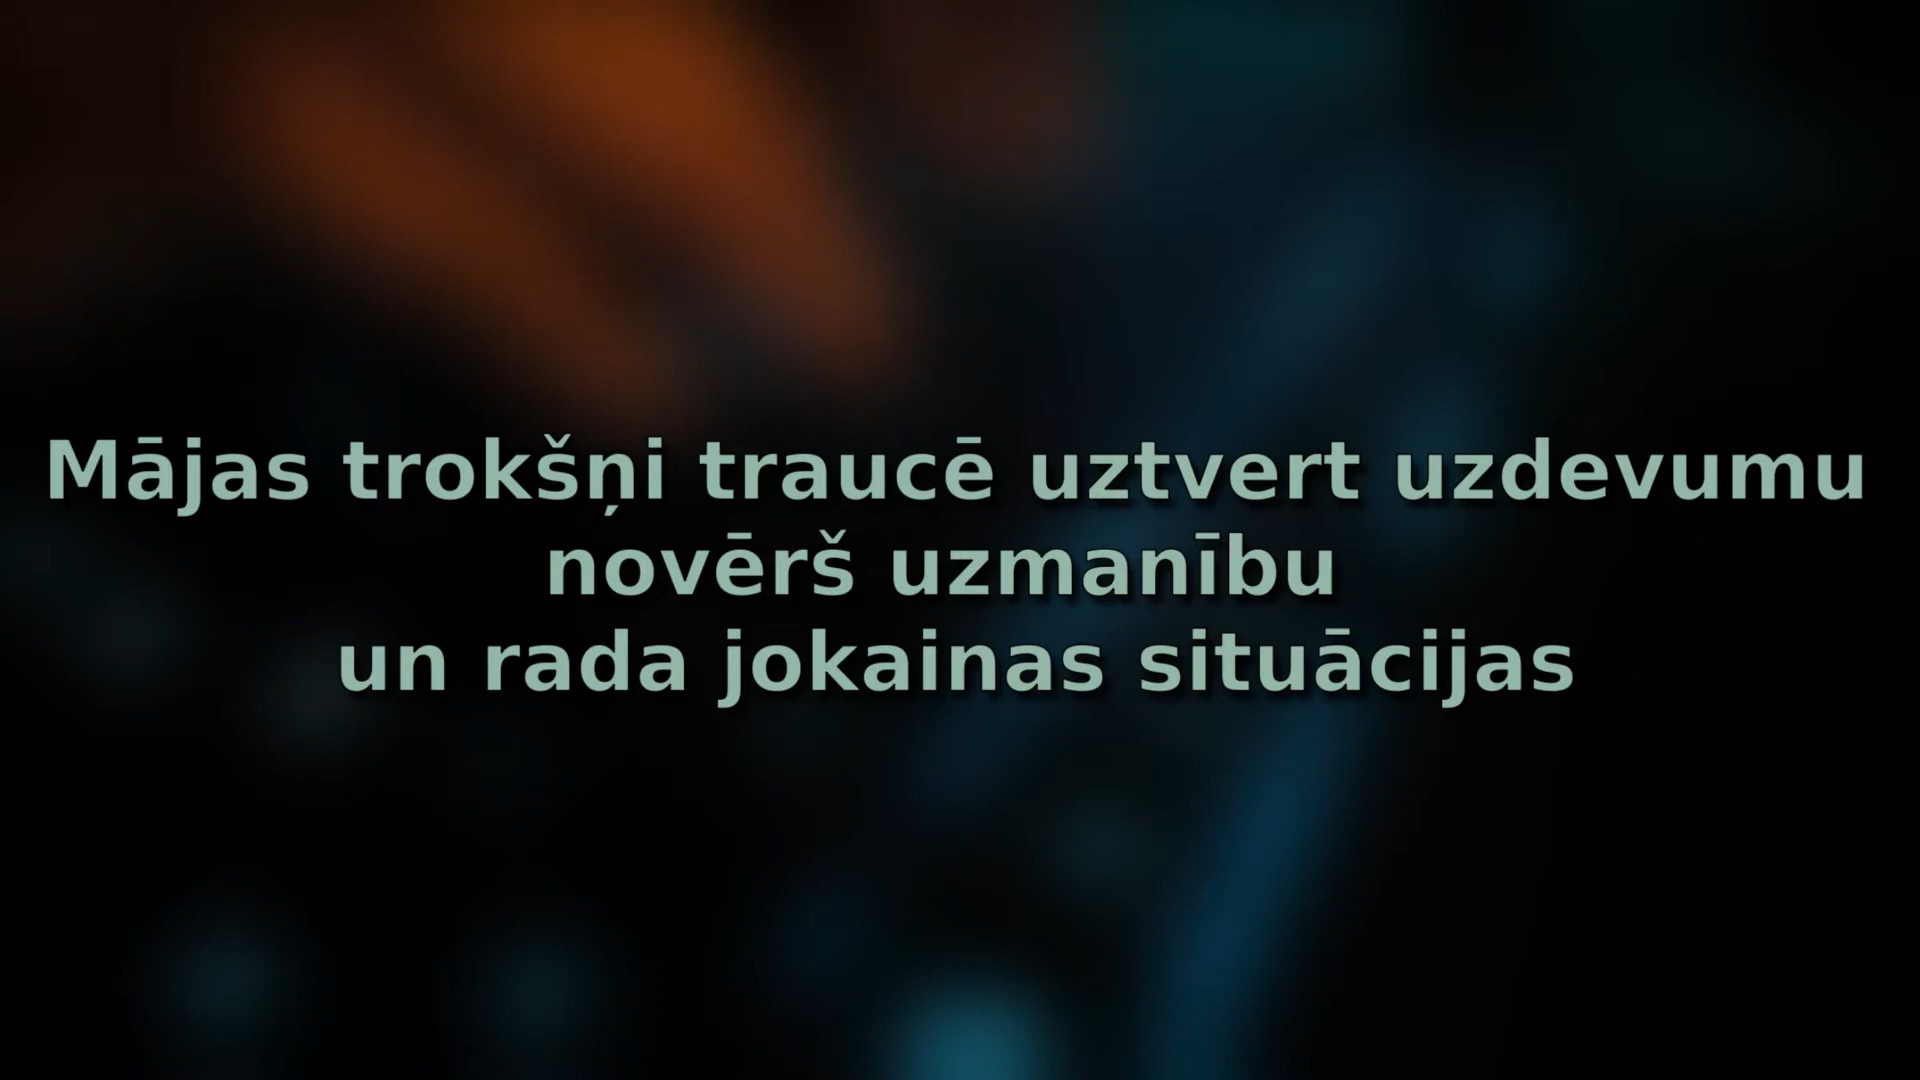 Mājas trokšņi traucē uztvert uzdevumu
novērš uzmanību
un rada jokainas situācijas